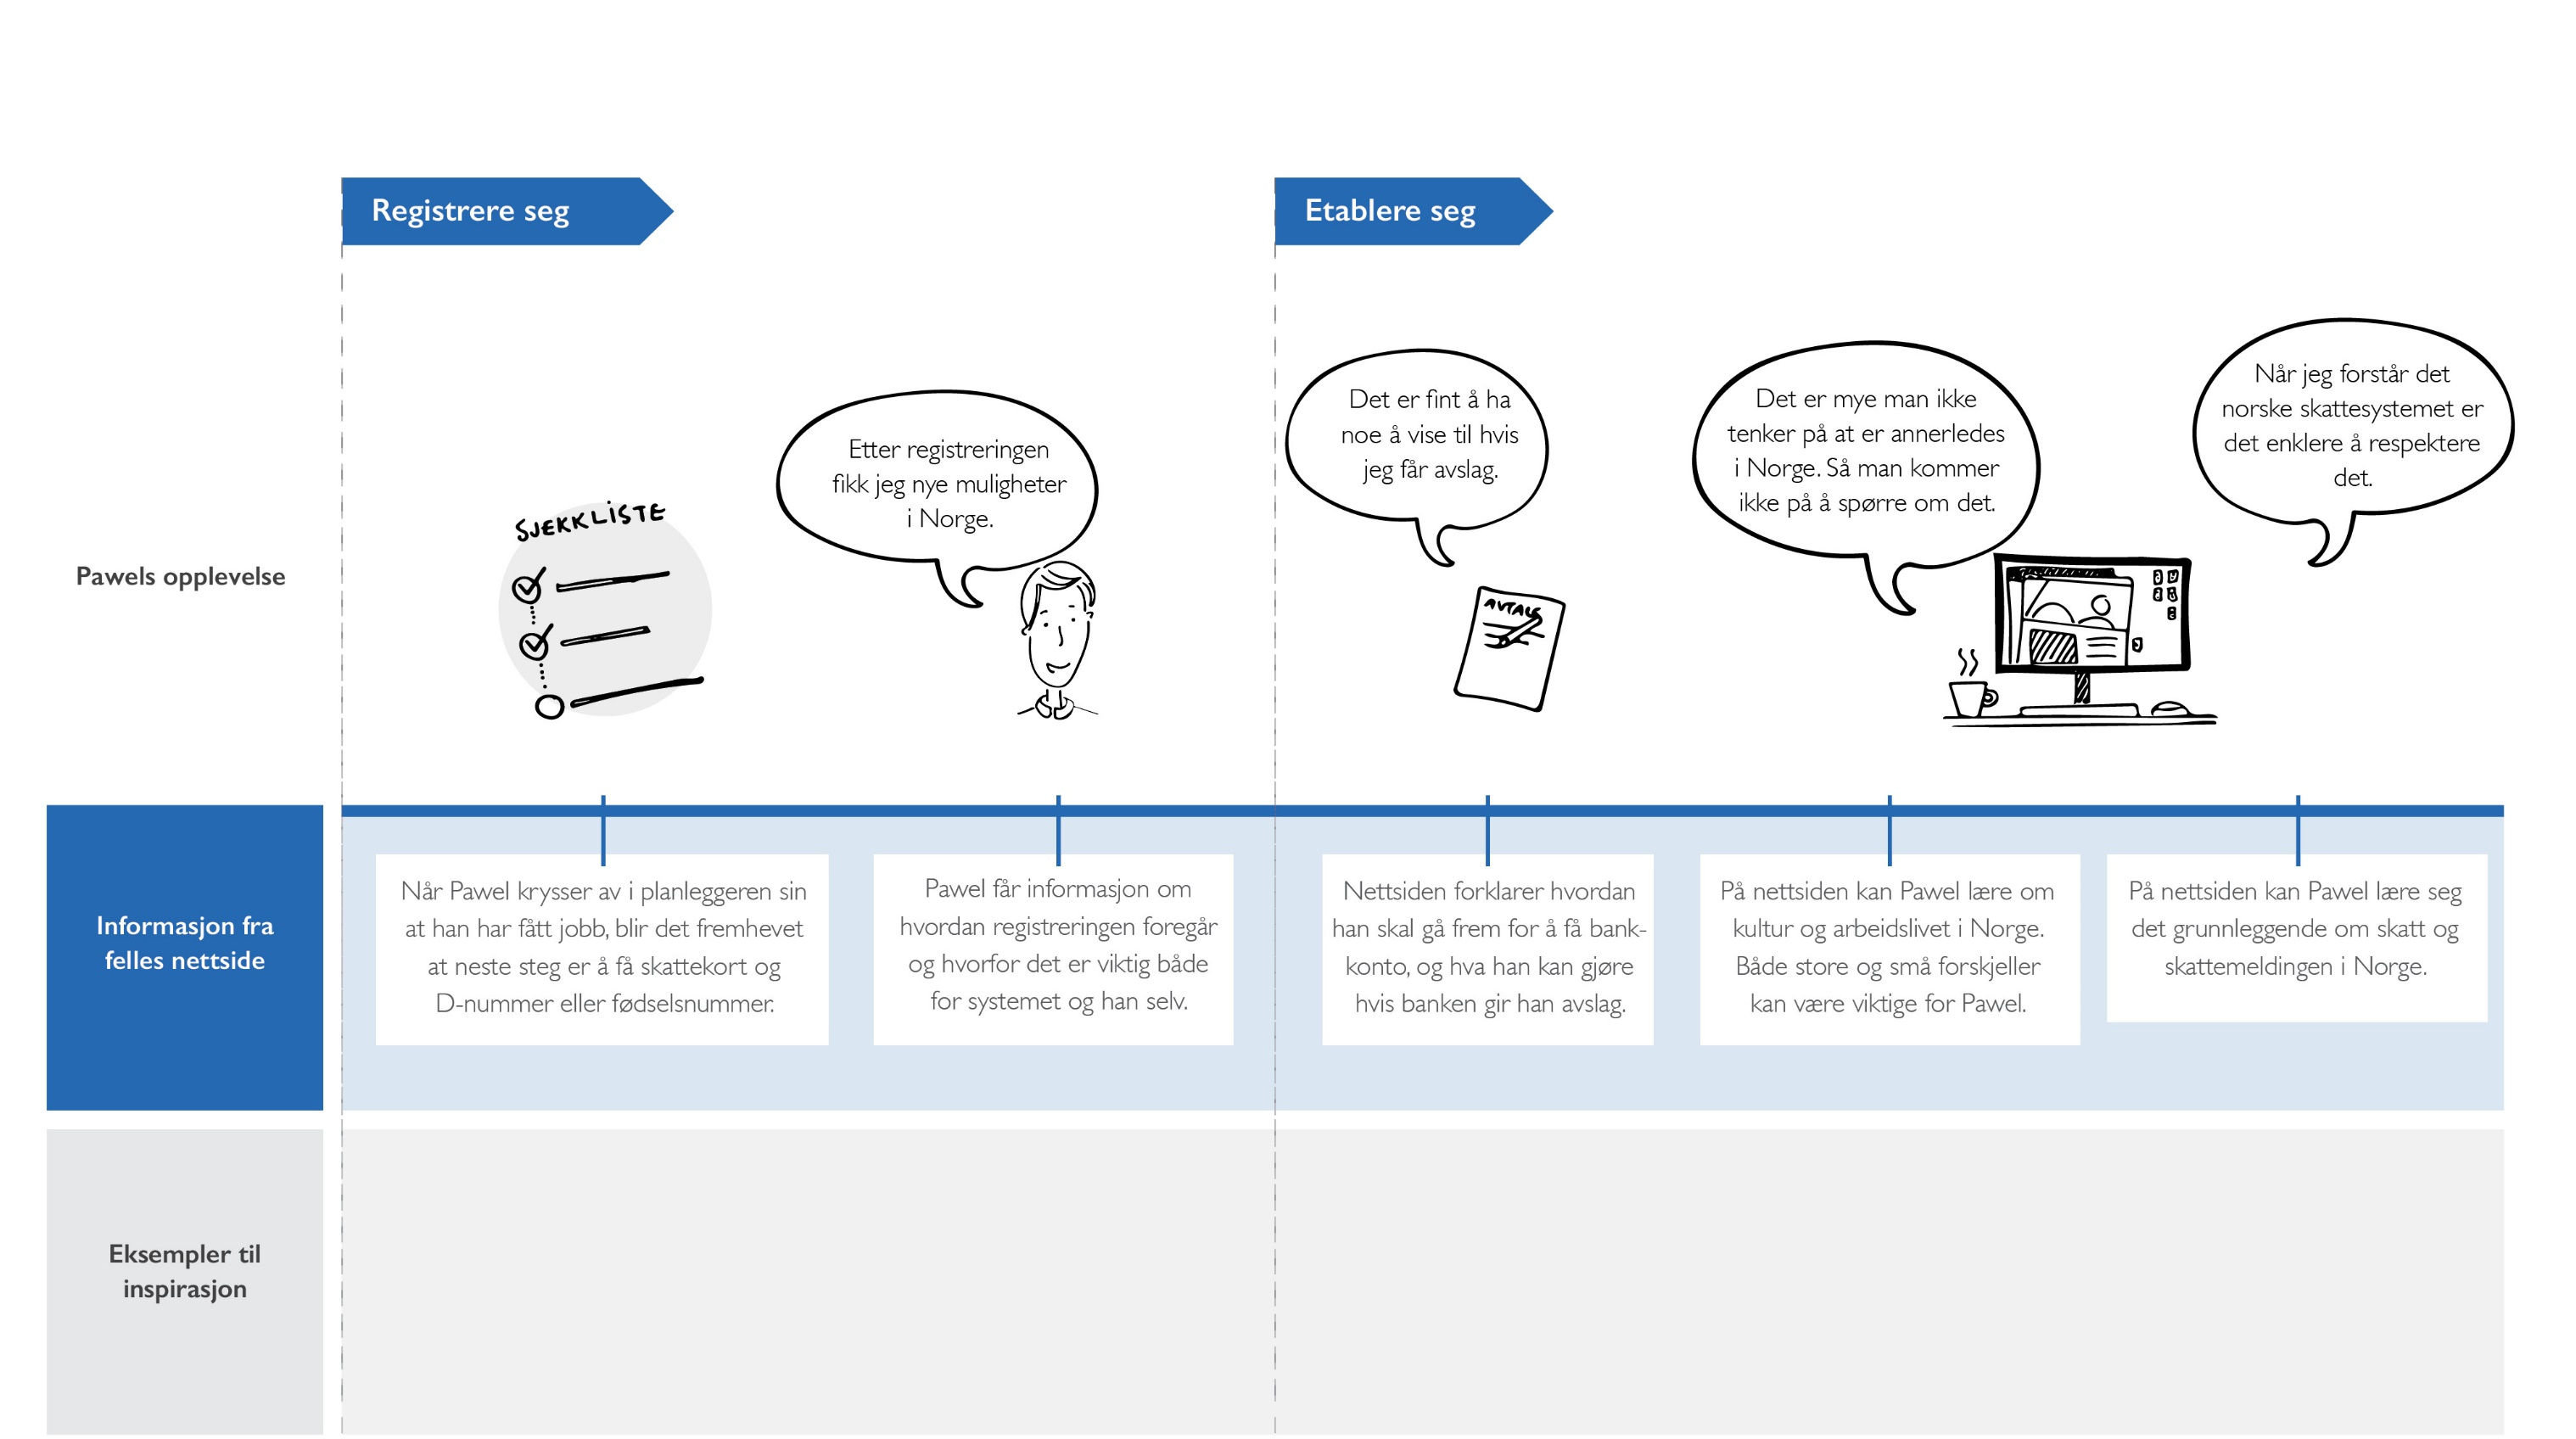 Registrere seg
Etablere seg
Pawels opplevelse
SJEKKLISTE
Etter registreringen
fikk jeg nye muligheter
i Norge.
Det er fint å ha
noe å vise til hvis
jeg får avslag.
AVTALE
Det er mye man ikke
tenker på at er annerledes
i Norge. Så man kommer
ikke på å spørre om det.
Når jeg forstår det
norske skattesystemet er
det enklere å respektere
det.
Informasjon fra
felles nettside
Når Pawel krysser av i planleggeren sin
at han har fått jobb, blir det fremhevet
at neste steg er å få skattekort og
D-nummer eller fødselsnummer.
Pawel får informasjon om
hvordan registreringen foregår
og hvorfor det er viktig både
for systemet og han selv.
Nettsiden forklarer hvordan
han skal gå frem for å få bank-
konto, og hva han kan gjøre
hvis banken gir han avslag.
På nettsiden kan Pawel lære om
kultur og arbeidslivet i Norge.
Både store og små forskjeller
kan være viktige for Pawel.
På nettsiden kan Pawel lære seg
det grunnleggende om skatt og
skattemeldingen i Norge.
Eksempler til
inspirasjon